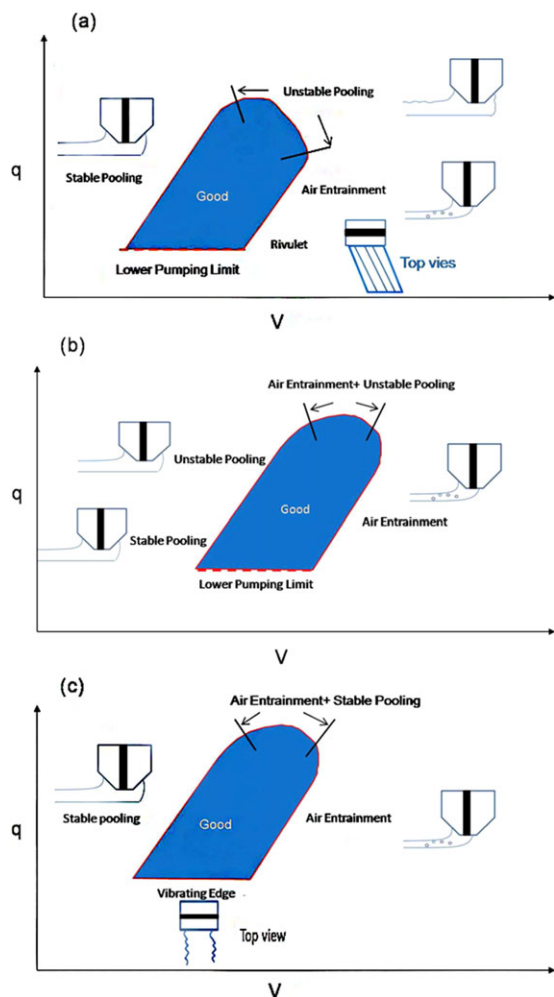 (a)
Unstable Pooling
q
Stable Pooling
Good
Air Entrainment
Rivulet
Lower Pumping Limit
Top vies
V
(b)
Air Entrainment+ Unstable Pooling
Unstable Pooling
q
Good
Stable Pooling
Air Entrainment
Lower Pumping Limit
V
(c)
Air Entrainment+ Stable Pooling
Stable pooling
q
Good
Air Entrainment
Vibrating Edge
Top view
V